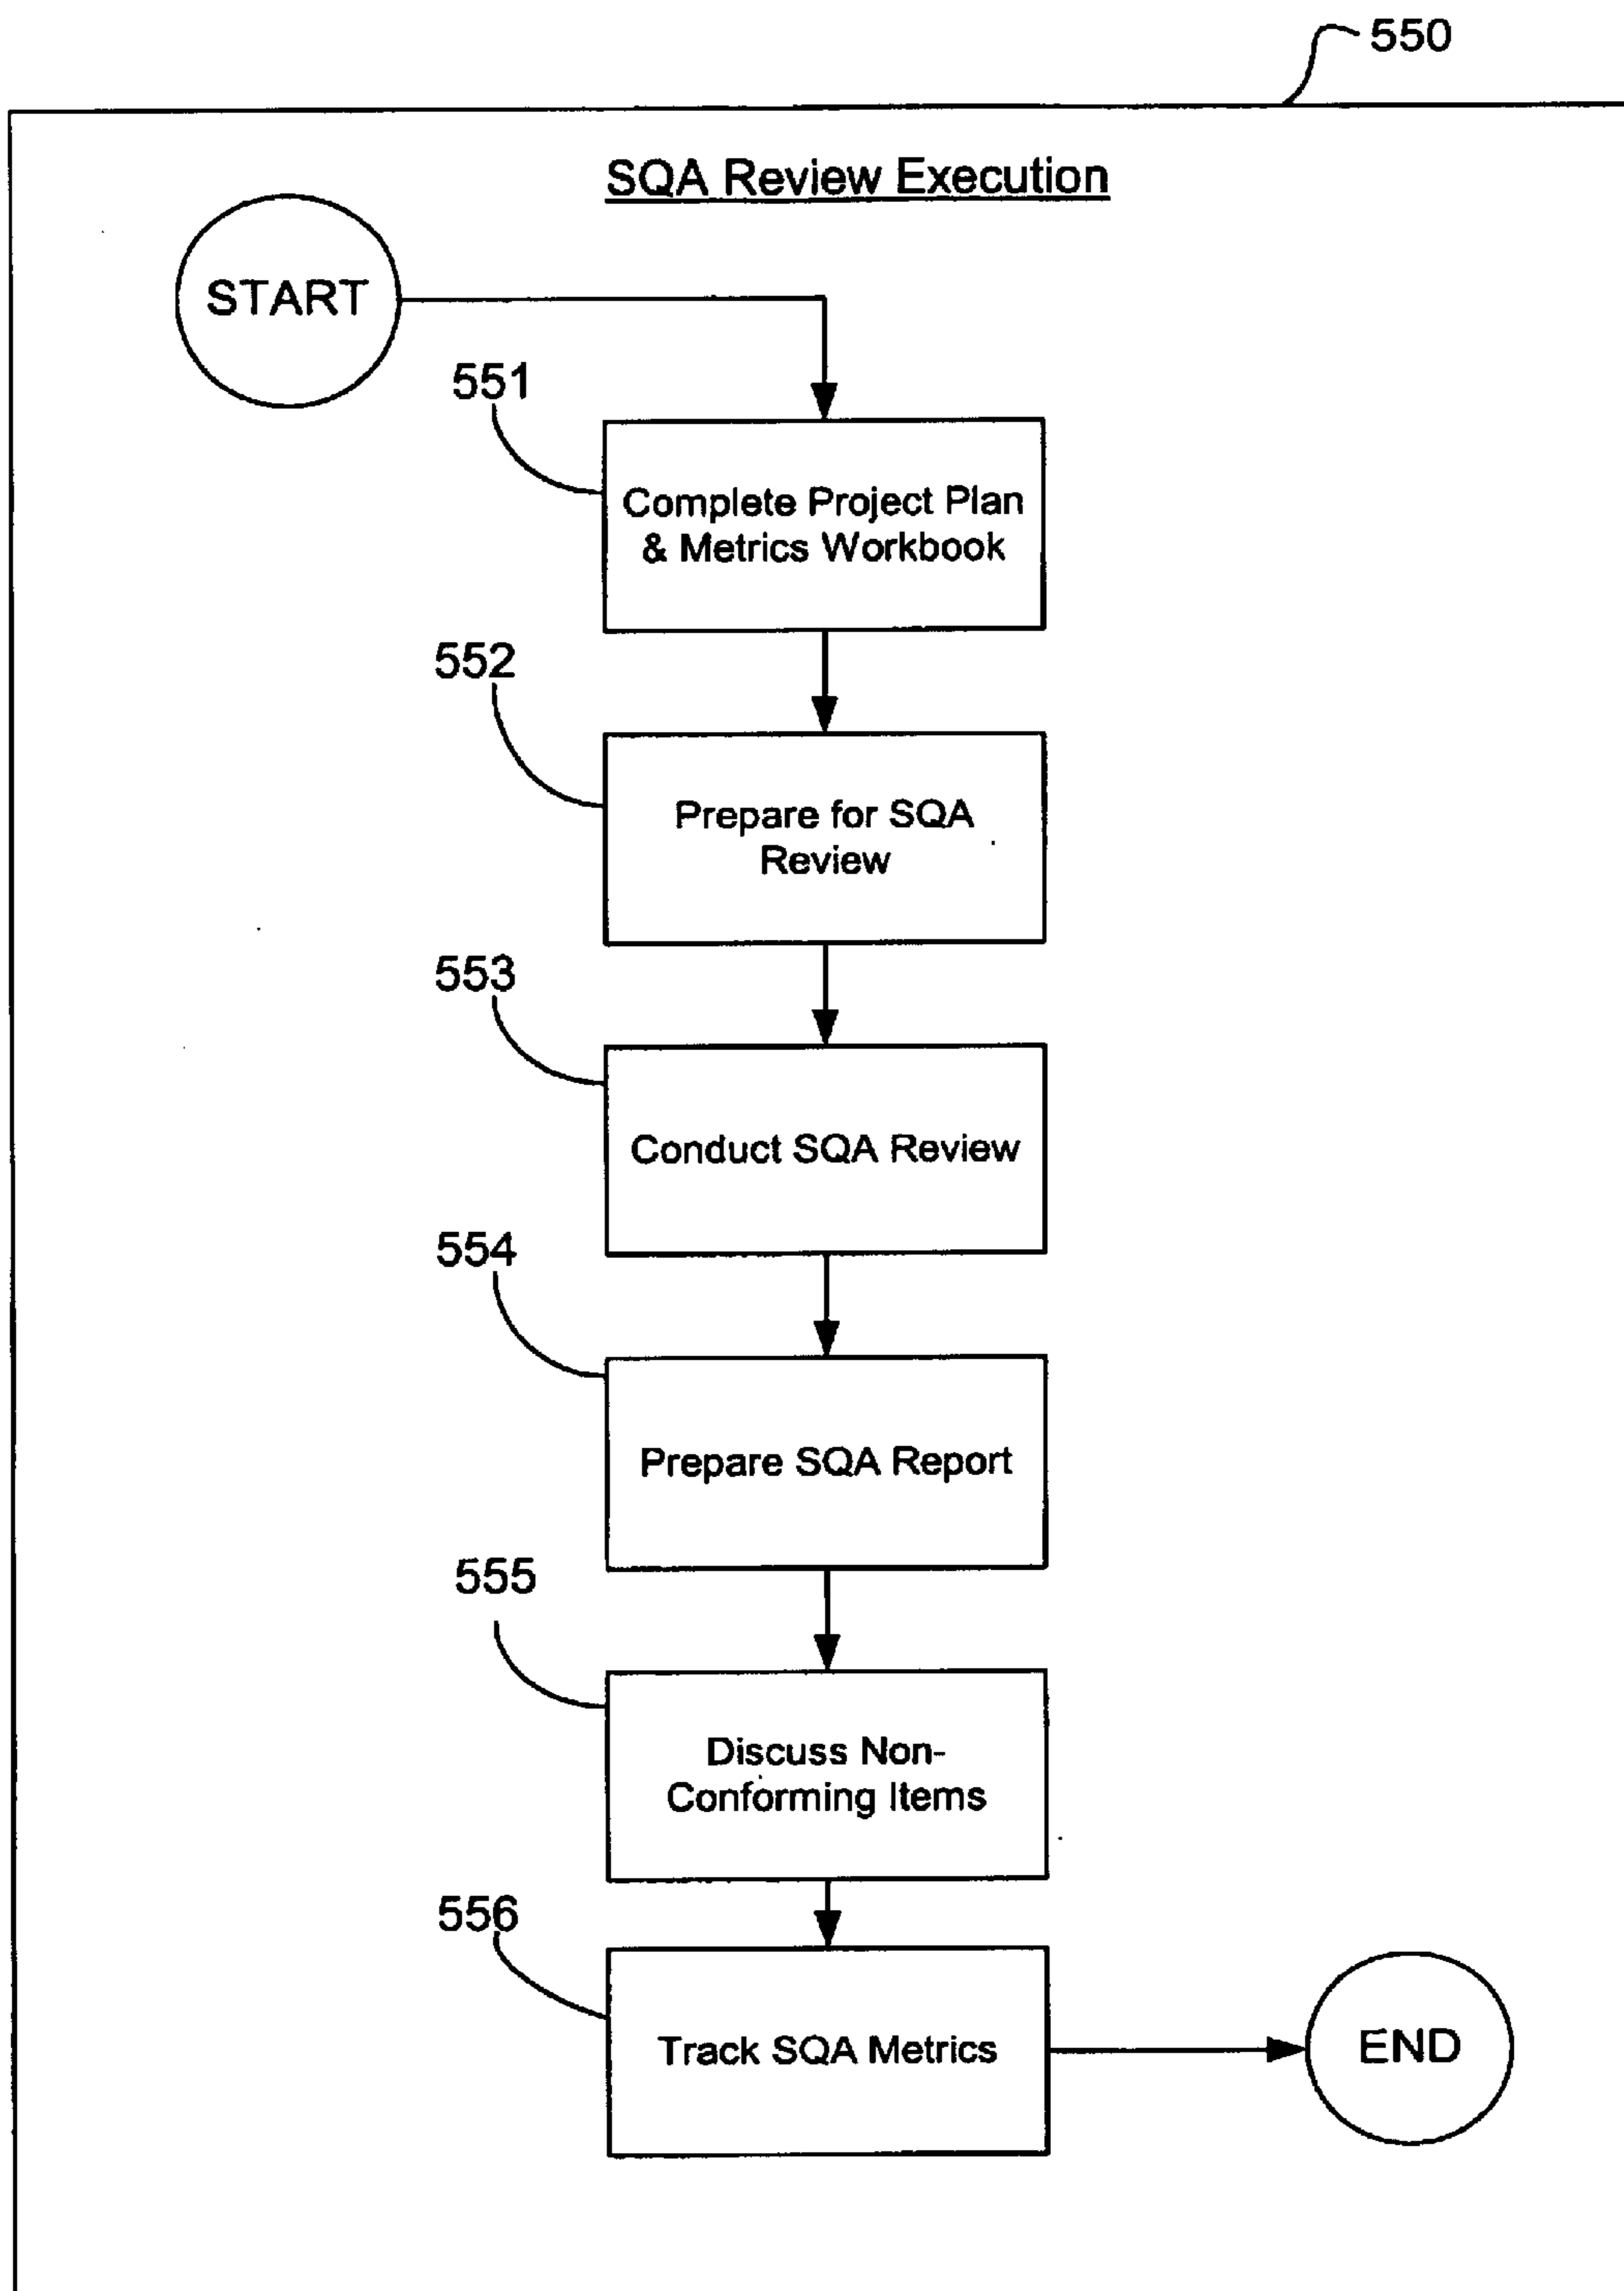 550
SQA Review Execution
START
551
Complete Project Plan
& Metrics Workbook
552
Prepare for SQA
Review
553
Conduct SQA Review
554
Prepare SQA Report
555
Discuss Non-
Conforming Items
556
Track SQA Metrics
END